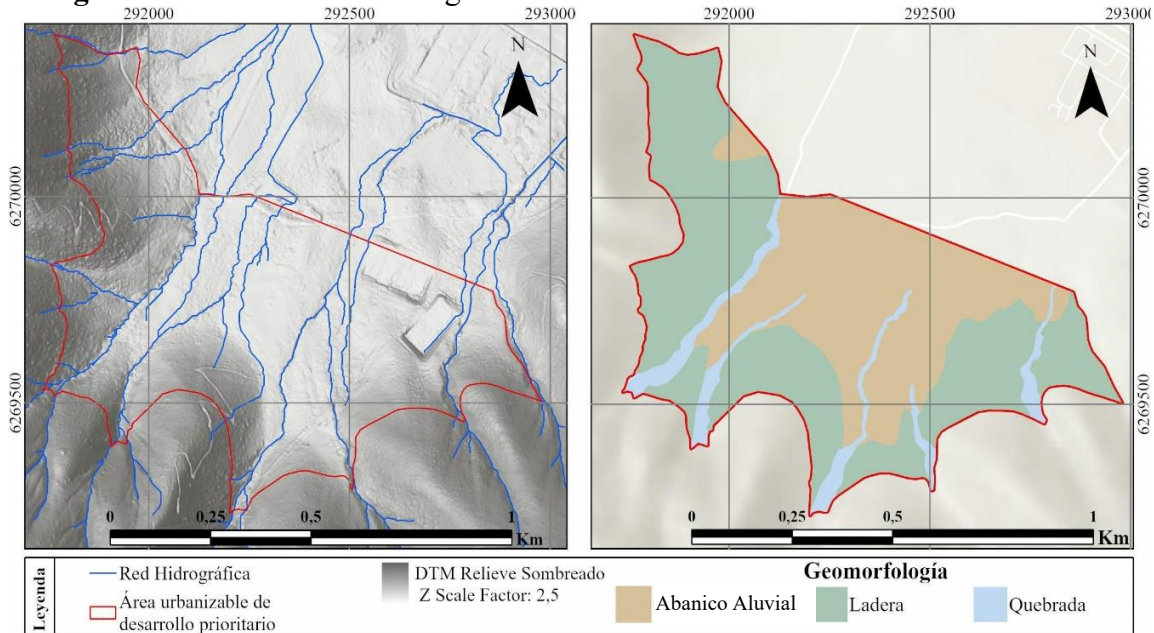 292000 292500 293000
292000 292500 293000
N
N
6270000
6270000
6269500
6269500
0 0,25 0,5 1
Km
0 0,25 0,5 1
Km
Leyenda
Red Hidrográfica
Área urbanizable de
desarrollo prioritario
DTM Relieve Sombreado
Z Scale Factor: 2,5
Geomorfología
Abanico Aluvial
Ladera
Quebrada